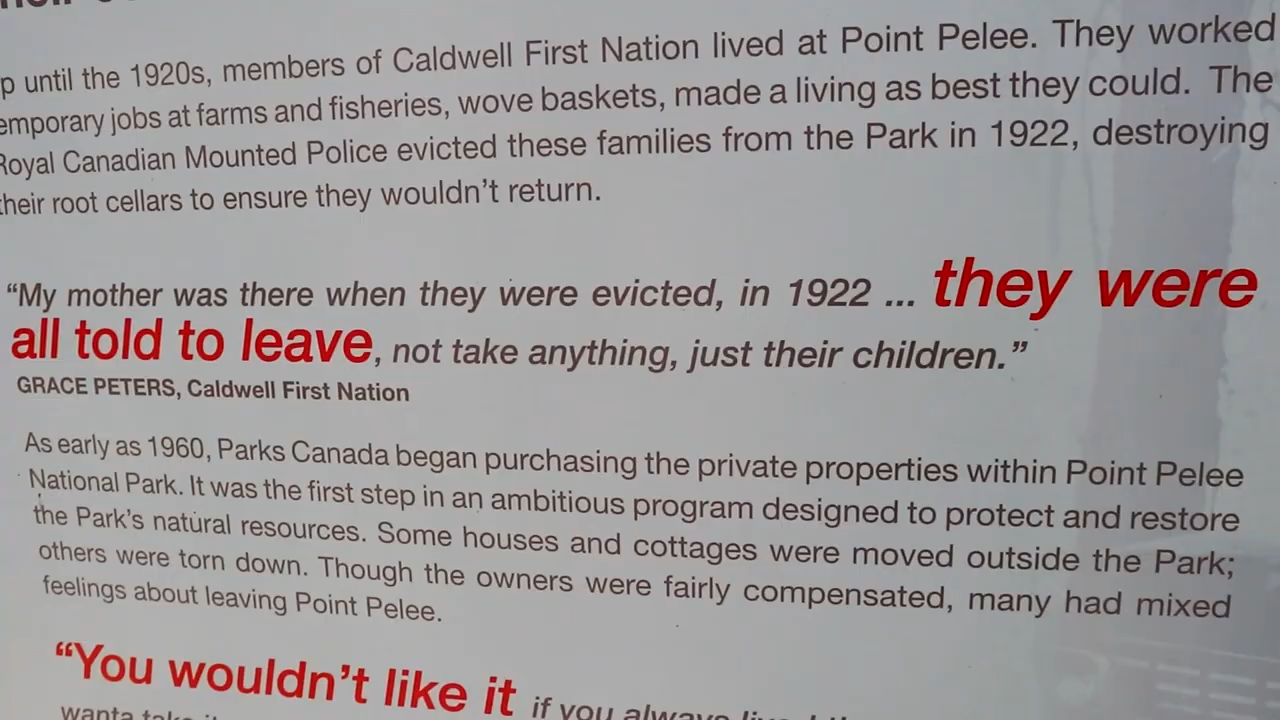 p until the 1920s, members of Caldwell First Nation lived at Point Pelee. They worked
emporary jobs at farms and fisheries, wove baskets, made a living as best they could. The
Royal Canadian Mounted Police evicted these families from the Park in 1922, destroying
their root cellars to ensure they wouldn't return.
“My mother was there when they were evicted, in 1922 ... they were
all told to leave, not take anything, just their children.”
GRACE PETERS, Caldwell First Nation
As early as 1960, Parks Canada began purchasing the private properties within Point Pelee
National Park. It was the first step in an ambitious program designed to protect and restore
the Park's natural resources. Some houses and cottages were moved outside the Park;
others were torn down. Though the owners were fairly compensated, many had mixed
feelings about leaving Point Pelee.
“You wouldn't like it if you always
wanta take